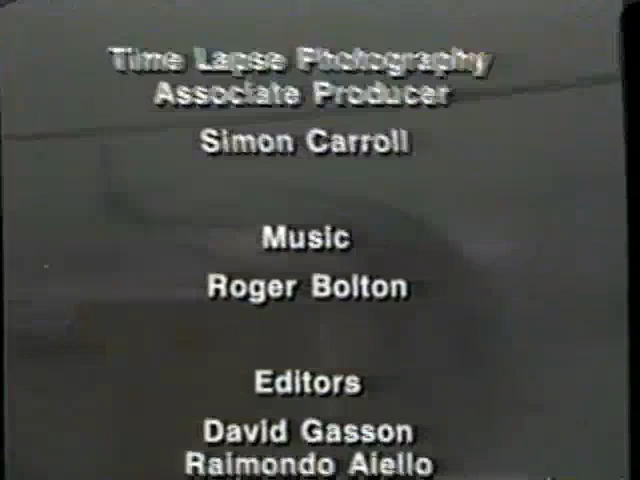 Time Lapse Photography
Associate Producer
Simon Carroll
Music
Roger Bolton
Editors
David Gasson
Raimondo Aiello